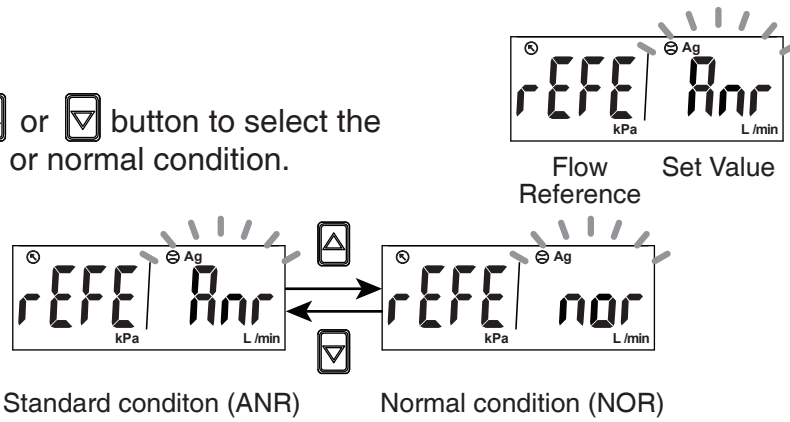 Ag
rEFE Anr
kPa L/min
or button to select the
or normal condition.
Flow Reference
Set Value
Ag
rEFE Anr
kPa L/min
Ag
rEFE nor
kPa L/min
Standard conditon (ANR)
Normal condition (NOR)